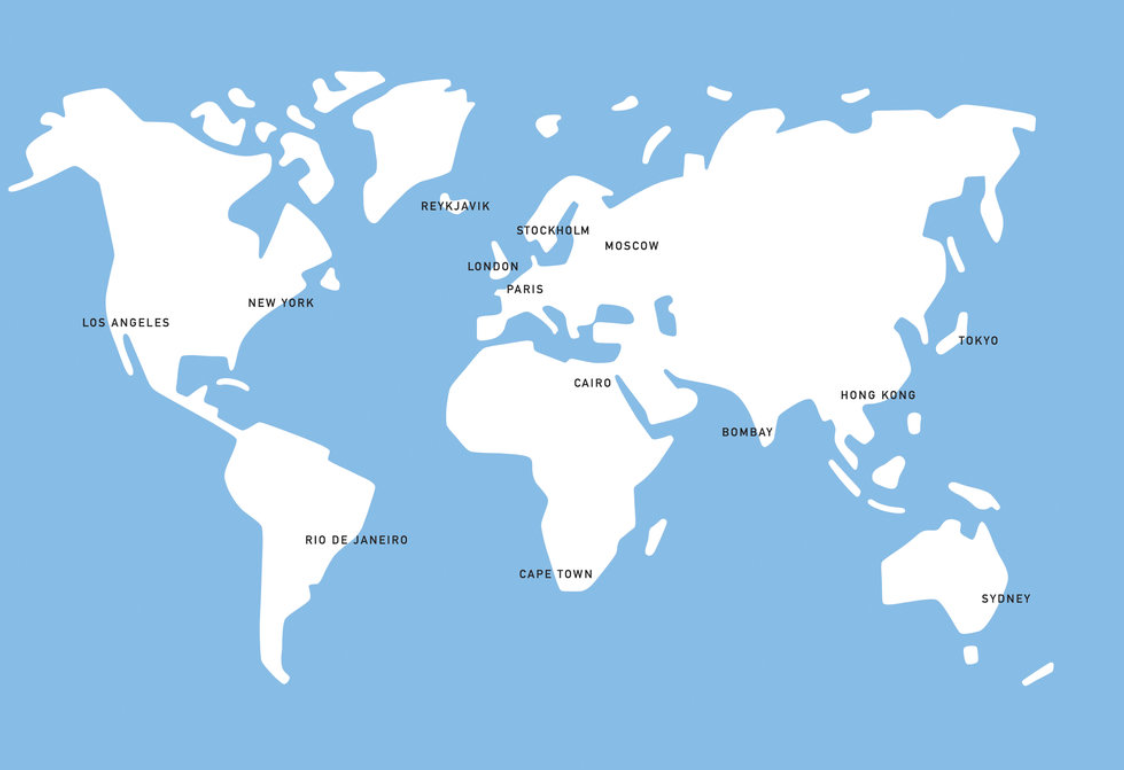 REYKJAVIK
STOCKHOLM
MOSCOW
LONDON
PARIS
NEW YORK
LOS ANGELES
TOKYO
CAIRO
HONG KONG
BOMBAY
RIO DE JANEIRO
CAPE TOWN
SYDNEY